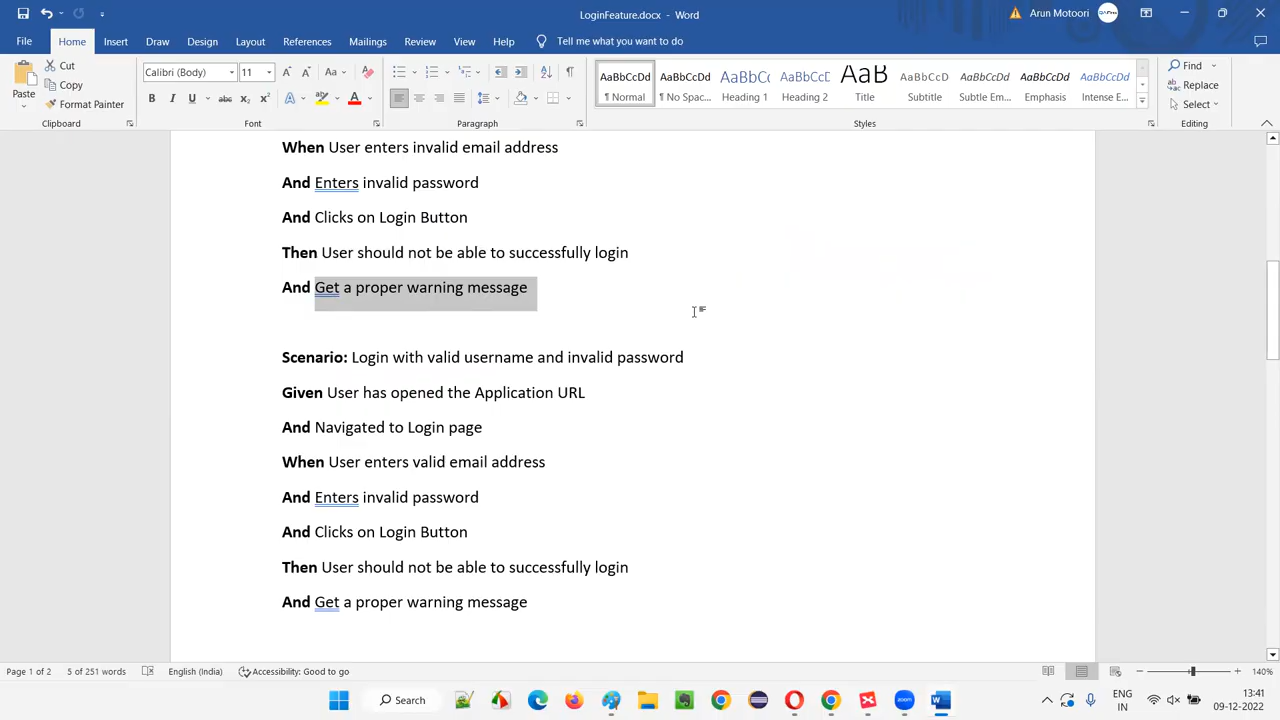 LoginFeature.docx - Word
Arun Motoori
File Home Insert Draw Design Layout References Mailings Review View Help Tell me what you want to do
Paste
Cut
Copy
Format Painter
Clipboard
Calibri (Body) 11 Aa
B I U abc x₂ x² A A
Font
Paragraph
AaBbCcDd AaBbCcDd AaBbCc AaBbCcD AaB AaBbCcDd AaBbCcDd AaBbCcDd AaBbCcDd
¶ Normal ¶ No Spac... Heading 1 Heading 2 Title Subtitle Subtle Em... Emphasis Intense E...
Styles
Find
Replace
Select
Editing
When User enters invalid email address
And Enters invalid password
And Clicks on Login Button
Then User should not be able to successfully login
And Get a proper warning message
Scenario: Login with valid username and invalid password
Given User has opened the Application URL
And Navigated to Login page
When User enters valid email address
And Enters invalid password
And Clicks on Login Button
Then User should not be able to successfully login
And Get a proper warning message
Page 1 of 2 5 of 251 words English (India) Accessibility: Good to go 140%
Search
ENG
IN
13:41
09-12-2022